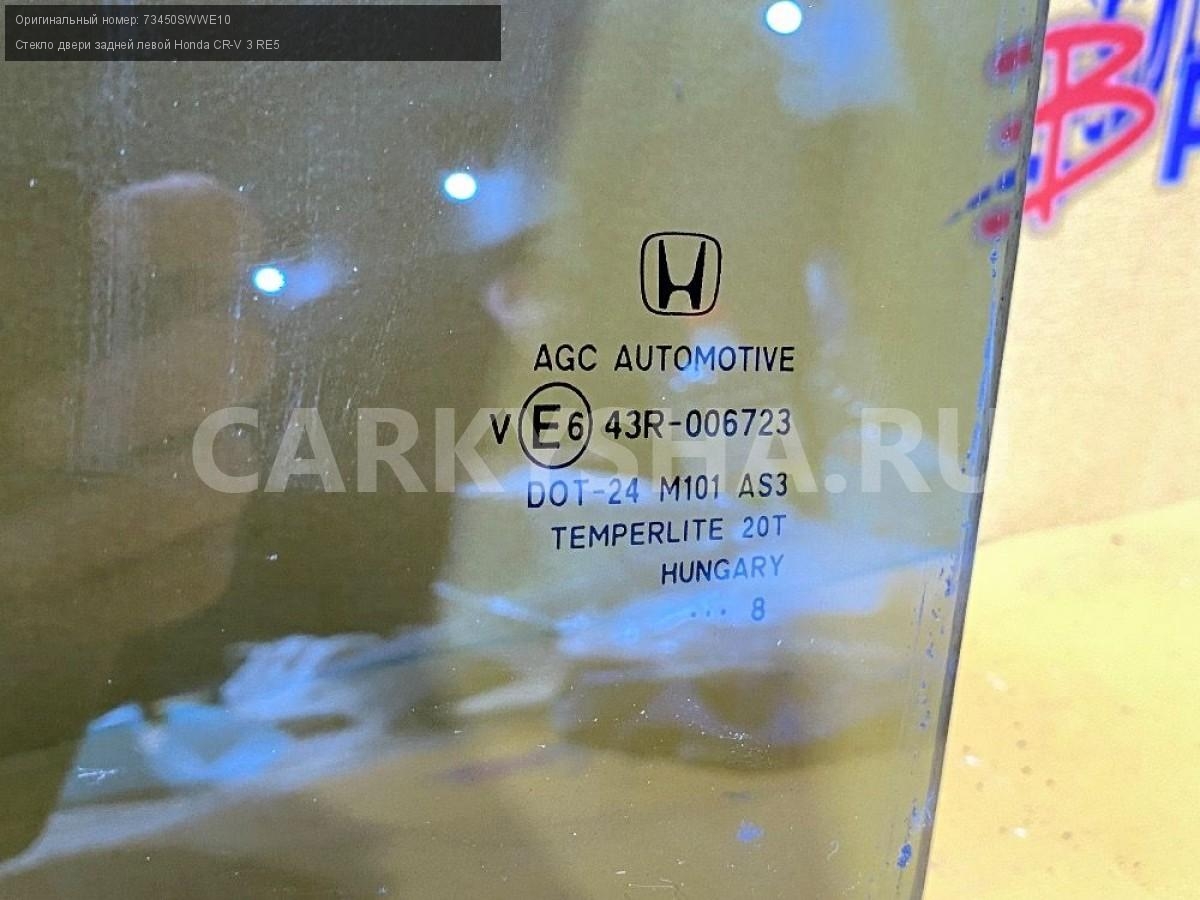 Оригинальный номер: 73450SWWE10
Стекло двери задней левой Honda CR-V 3 RE5
AGC AUTOMOTIVE
V E6 43R-006723
CARKYSHA.RU
DOT-24 M101 AS3
TEMPERLITE 20T
HUNGARY
... 8